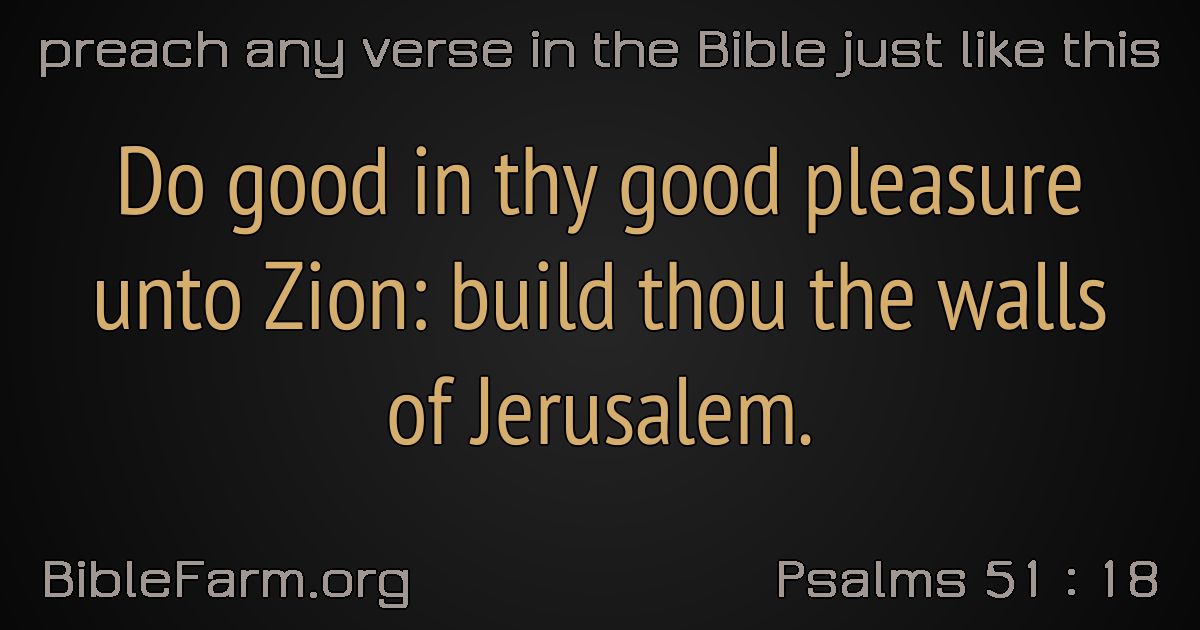 preach any verse in the Bible just like this
Do good in thy good pleasure
unto Zion: build thou the walls
of Jerusalem.
BibleFarm.org
Psalms 51 : 18